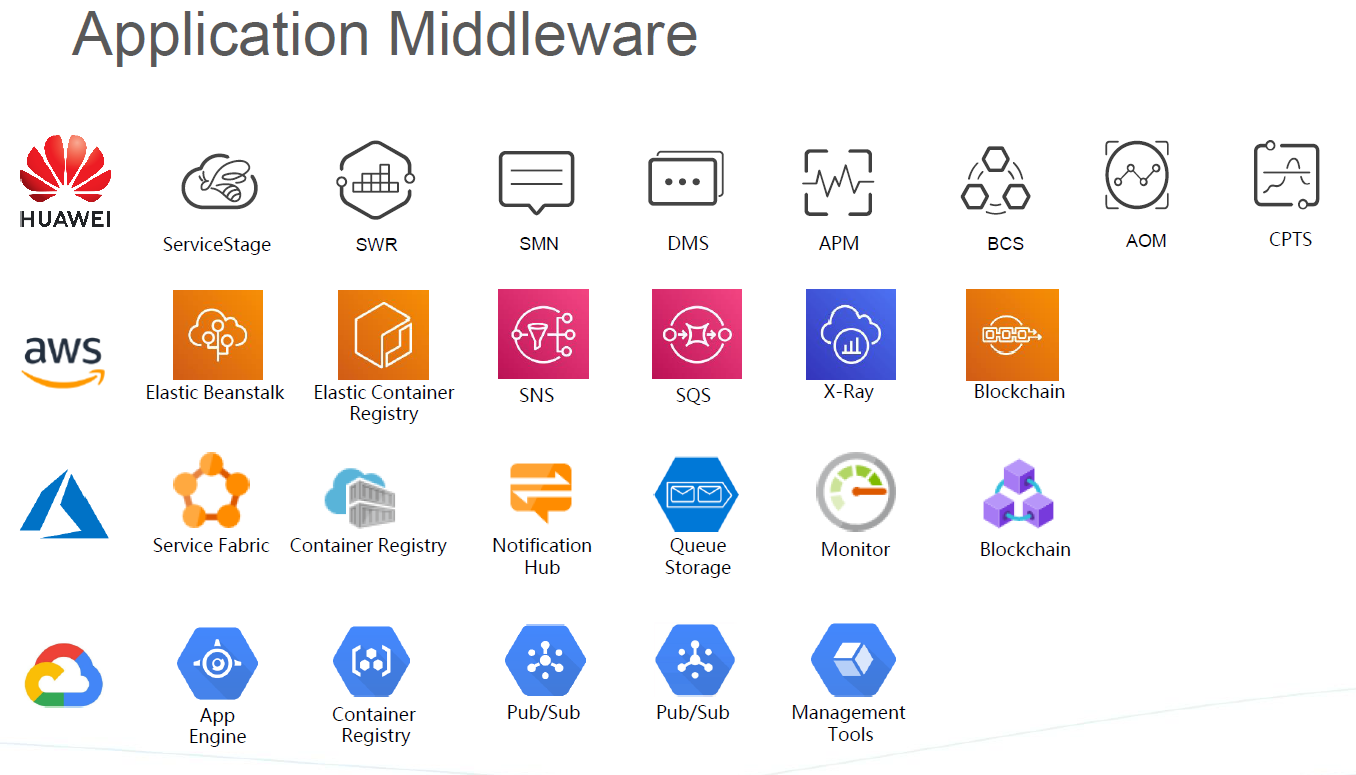 Application Middleware
HUAWEI
ServiceStage
SWR
SMN
DMS
APM
BCS
AOM
CPTS
aws
Elastic Beanstalk
Elastic Container
Registry
SNS
SQS
X-Ray
Blockchain
Service Fabric
Container Registry
Notification
Hub
Queue
Storage
Monitor
Blockchain
App
Engine
Container
Registry
Pub/Sub
Pub/Sub
Management
Tools